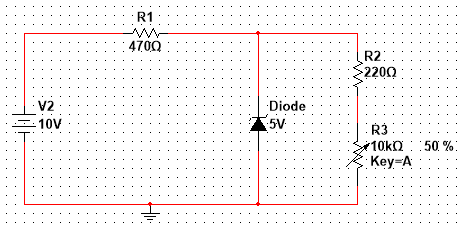 R1
470Ω
R2
220Ω
V2
10V
Diode
5V
R3
10kΩ
50 %
Key=A